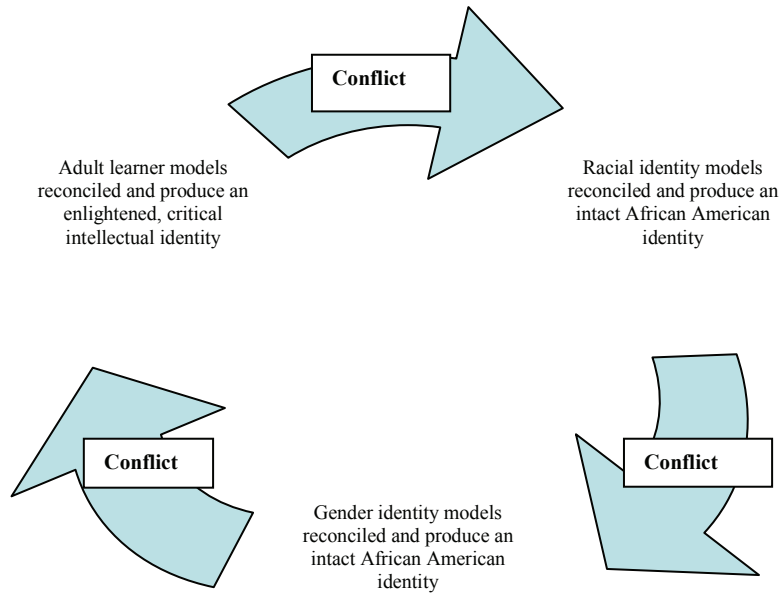 Conflict
Adult learner models
reconciled and produce an
enlightened, critical
intellectual identity
Racial identity models
reconciled and produce an
intact African American
identity
Conflict
Conflict
Gender identity models
reconciled and produce an
intact African American
identity